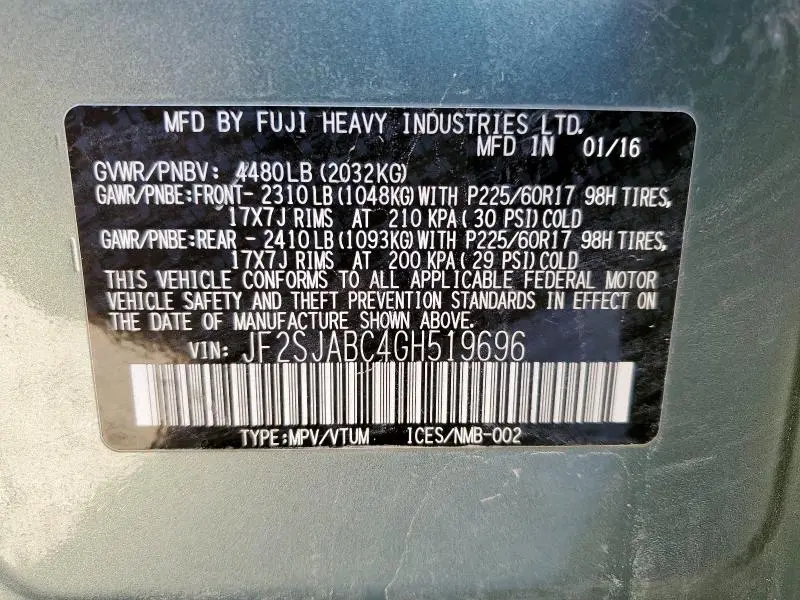 MFD BY FUJI HEAVY INDUSTRIES LTD.
MFD IN 01/16
GVWR/PNBV: 4480LB (2032KG)
GAWR/PNBE:FRONT- 2310LB (1048KG) WITH P225/60R17 98H TIRES,
17X7J RIMS AT 210 KPA ( 30 PSI) COLD
GAWR/PNBE:REAR - 2410LB (1093KG) WITH P225/60R17 98H TIRES,
17X7J RIMS AT 200 KPA ( 29 PSI) COLD
THIS VEHICLE CONFORMS TO ALL APPLICABLE FEDERAL MOTOR
VEHICLE SAFETY AND THEFT PREVENTION STANDARDS IN EFFECT ON
THE DATE OF MANUFACTURE SHOWN ABOVE.
VIN: JF2SJABC4GH519696
TYPE:MPV/VTUM ICES/NMB-002